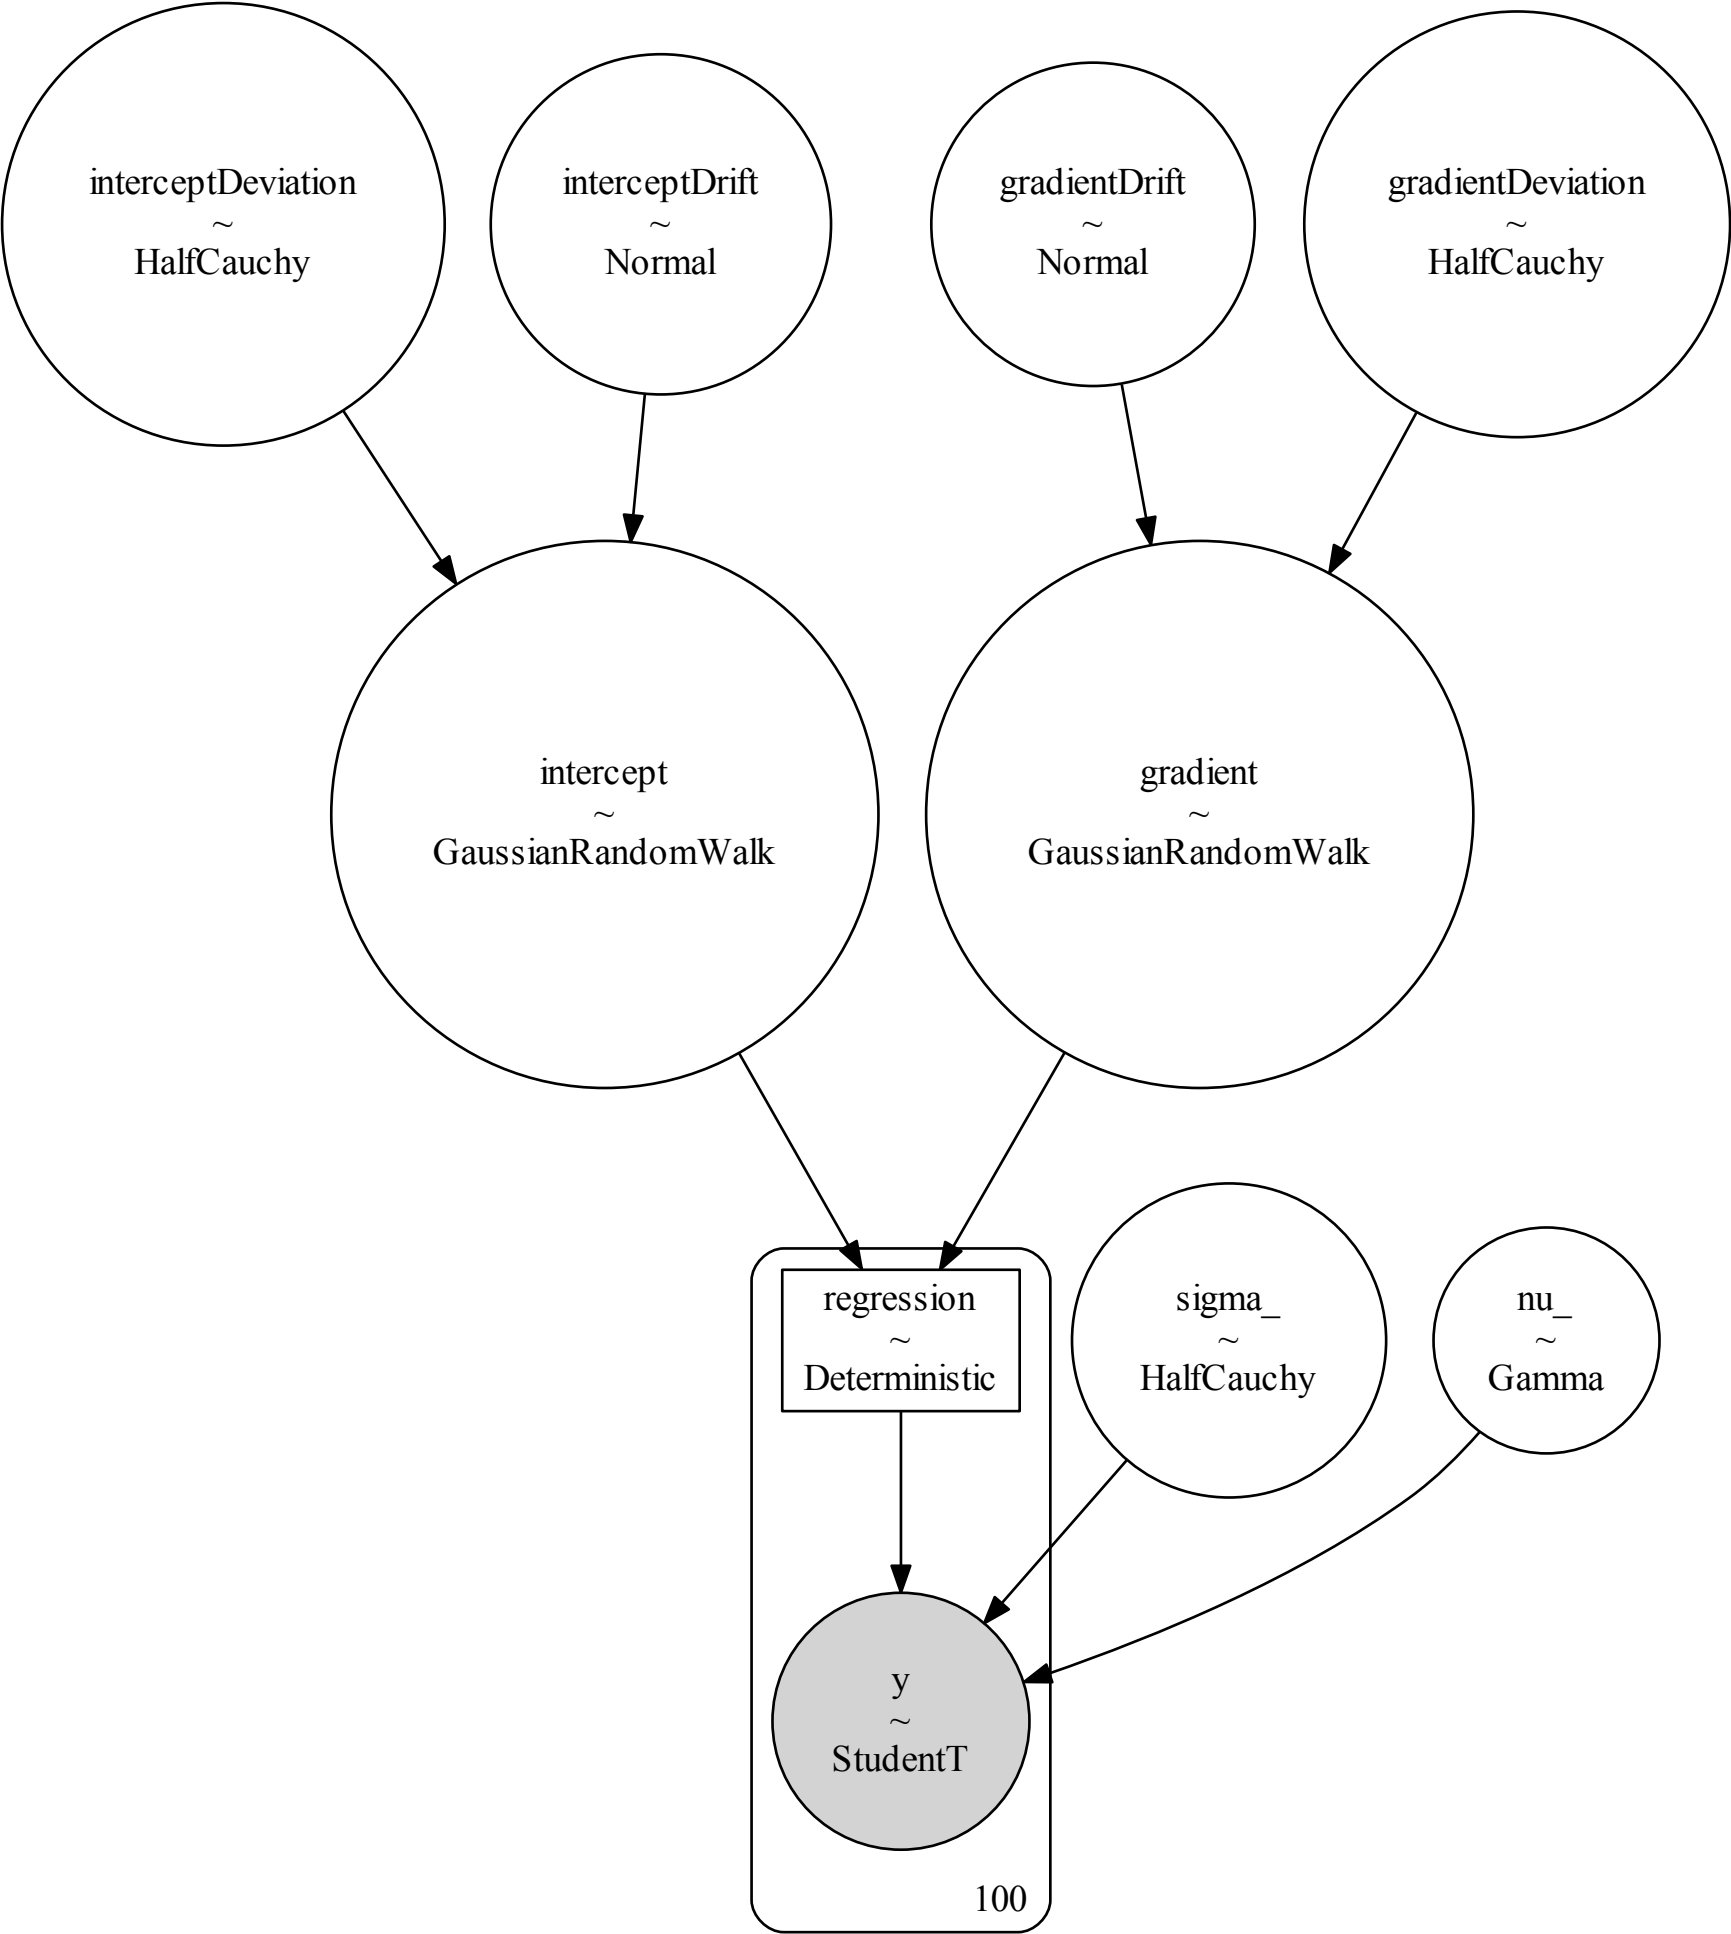 interceptDeviation
~
HalfCauchy
interceptDrift
~
Normal
gradientDrift
~
Normal
gradientDeviation
~
HalfCauchy
intercept
~
GaussianRandomWalk
gradient
~
GaussianRandomWalk
regression
~
Deterministic
sigma_
~
HalfCauchy
nu_
~
Gamma
y
~
StudentT
100